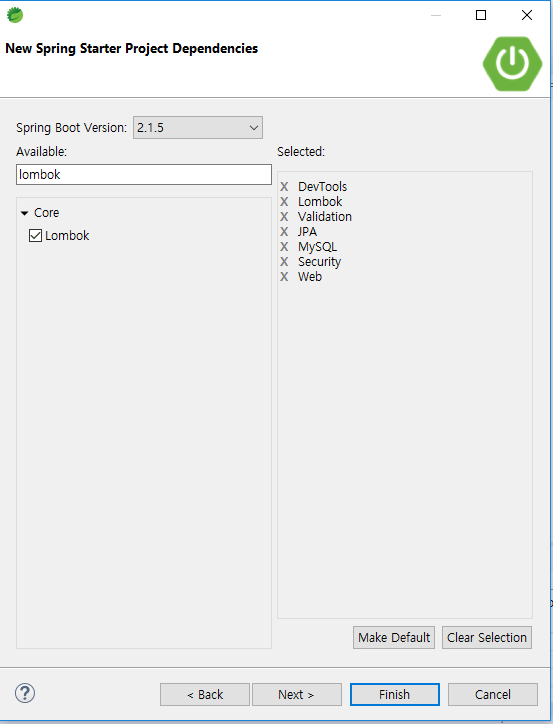 New Spring Starter Project Dependencies
Spring Boot Version: 2.1.5
Available:
lombok
Core
Lombok
Selected:
X DevTools
X Lombok
X Validation
X JPA
X MySQL
X Security
X Web
Make Default Clear Selection
? < Back Next > Finish Cancel